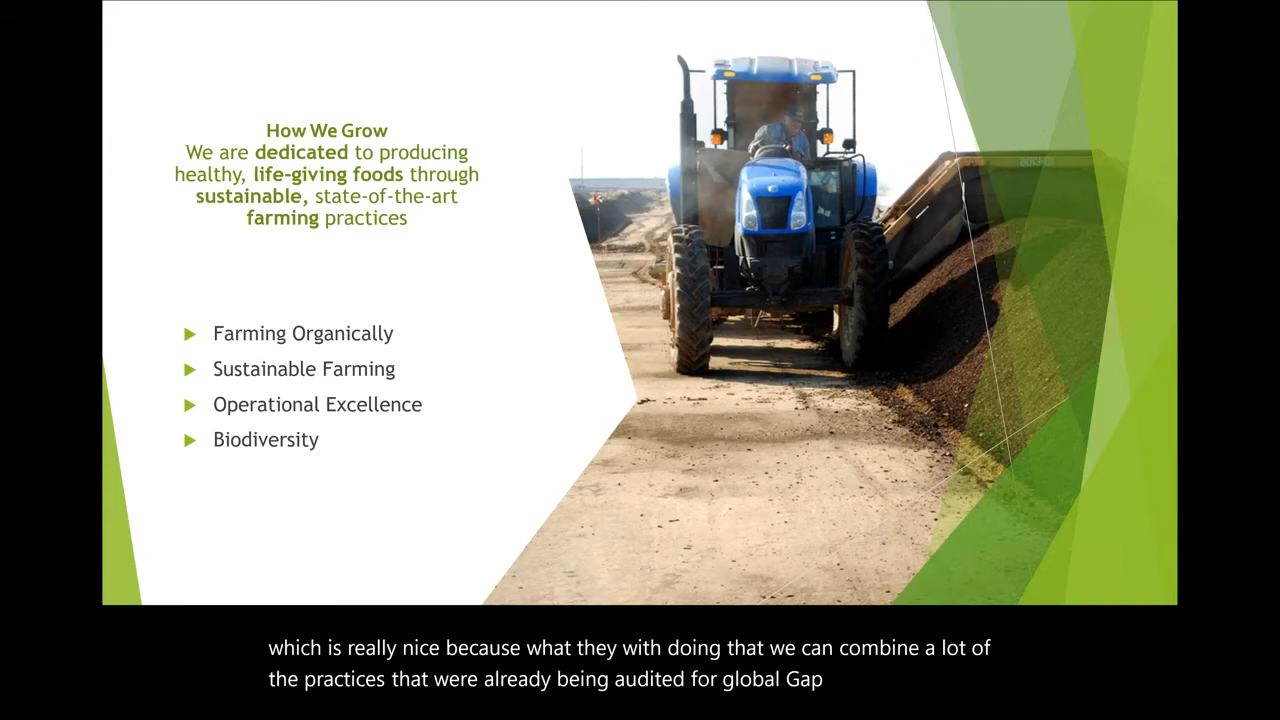 How We Grow
We are dedicated to producing
healthy, life-giving foods through
sustainable, state-of-the-art
farming practices
Farming Organically
Sustainable Farming
Operational Excellence
Biodiversity
which is really nice because what they with doing that we can combine a lot of
the practices that were already being audited for global Gap